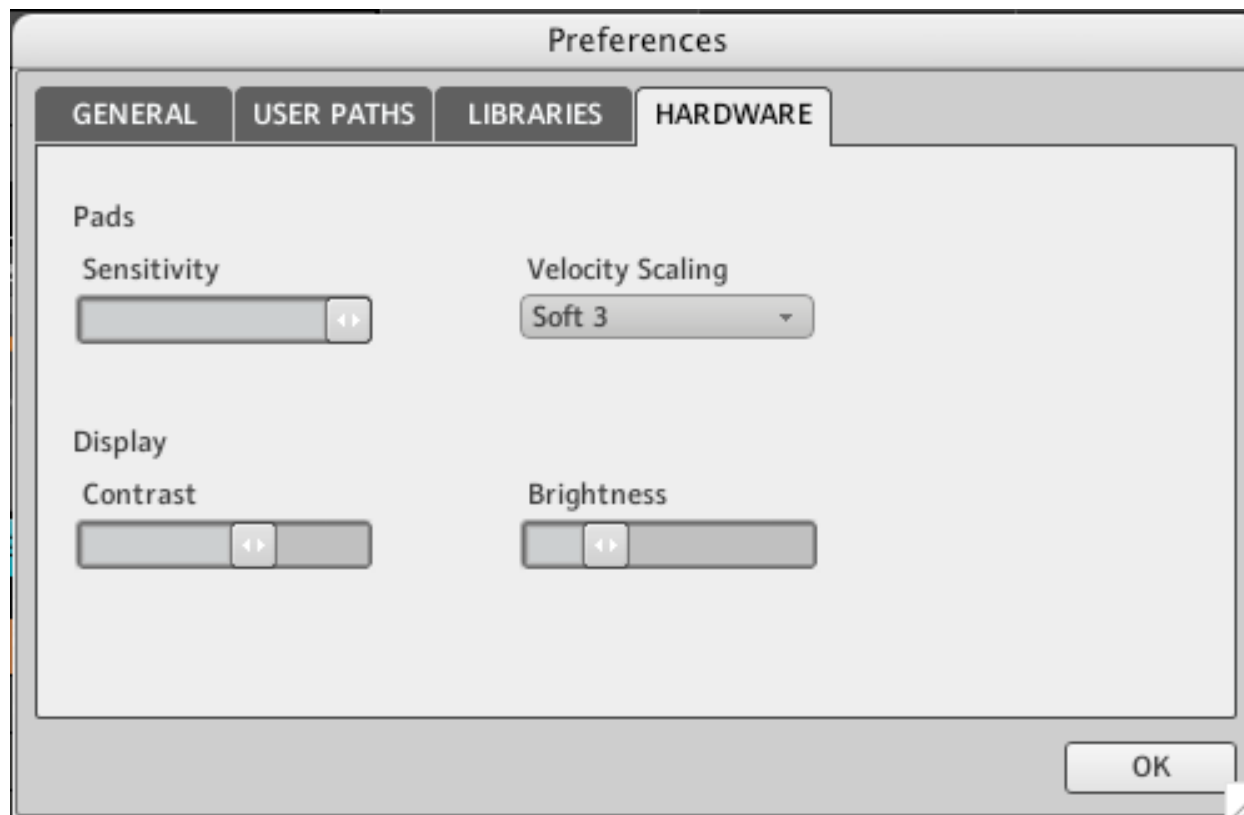 Preferences
GENERAL USER PATHS LIBRARIES HARDWARE
Pads
Sensitivity Velocity Scaling
Soft 3
Display
Contrast Brightness
OK